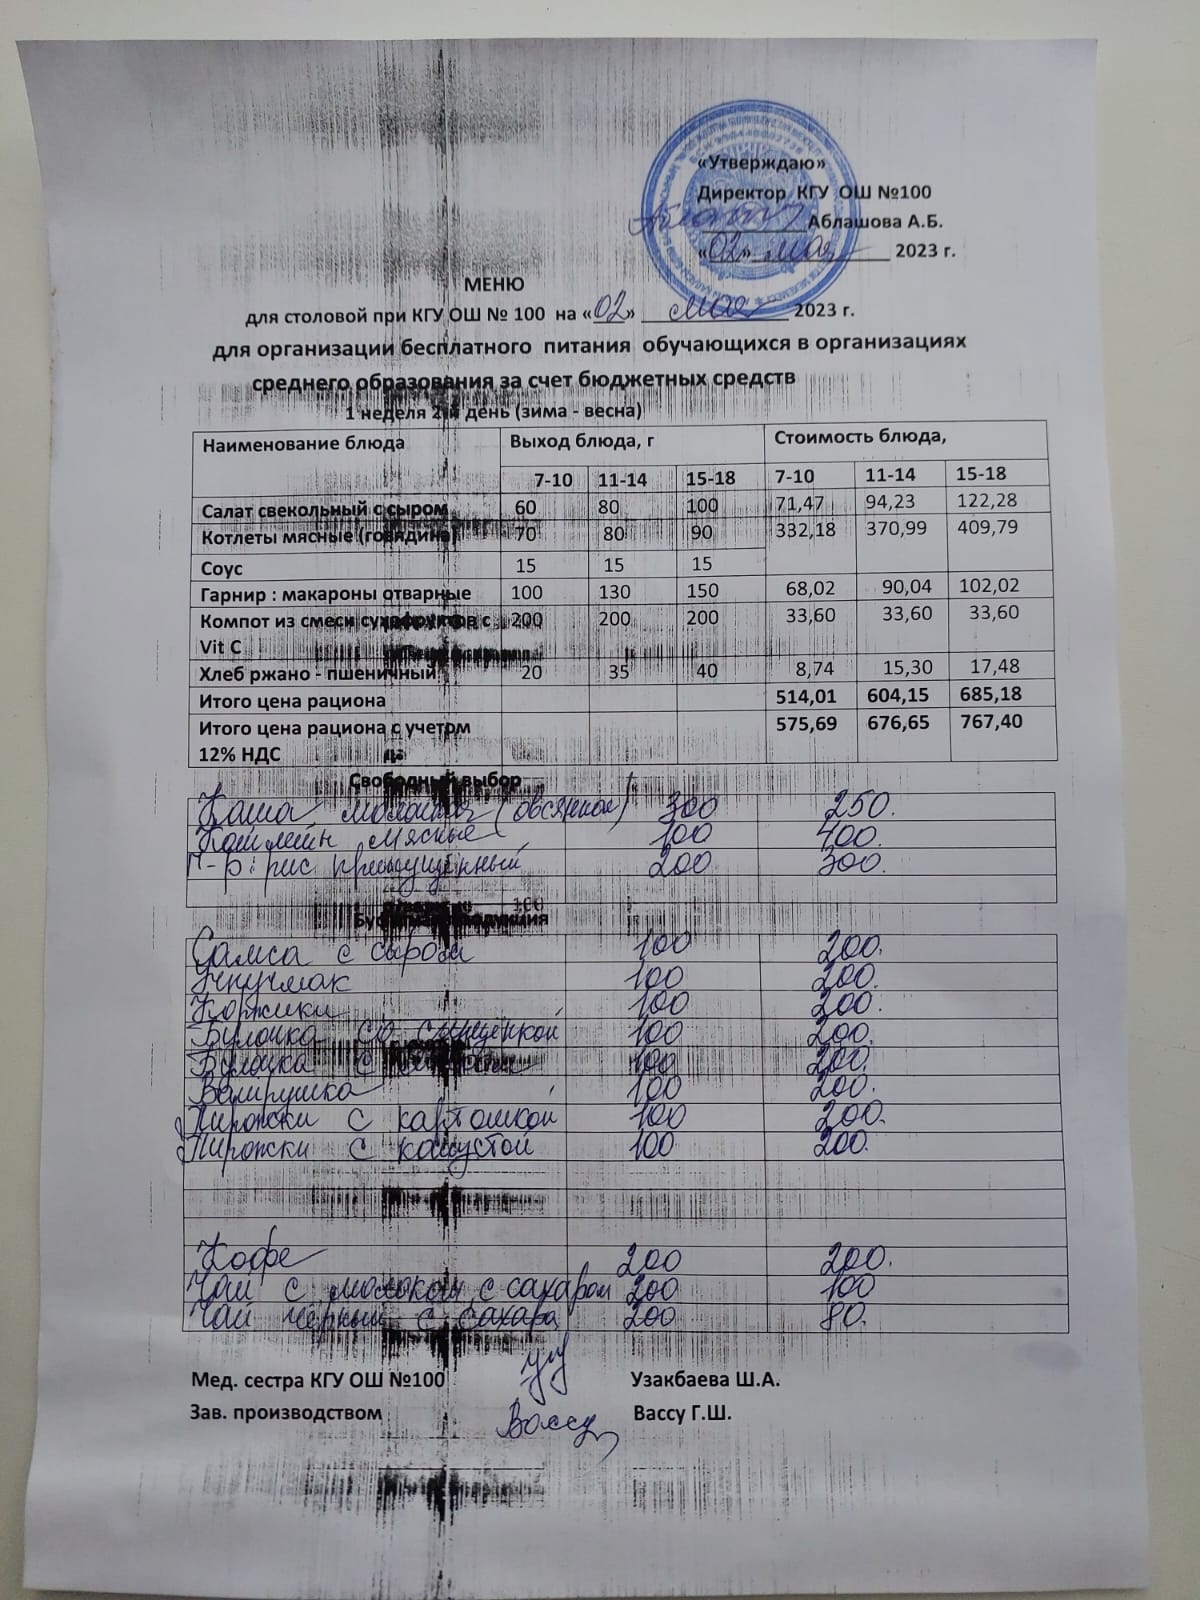 «Утверждаю»
Директор КГУ ОШ №100
Аблашова А.Б.
«02» мая 2023 г.
МЕНЮ
для столовой при КГУ ОШ № 100 на «02» мая 2023 г.
для организации бесплатного питания обучающихся в организациях
среднего образования за счет бюджетных средств
1 неделя 2й день (зима - весна)
Наименование блюда Выход блюда, г Стоимость блюда,
7-10 11-14 15-18 7-10 11-14 15-18
Салат свекольный с сыром 60 80 100 71,47 94,23 122,28
Котлеты мясные (говядина) 70 80 90 332,18 370,99 409,79
Соус 15 15 15
Гарнир : макароны отварные 100 130 150 68,02 90,04 102,02
Компот из смеси сухофруктов с 200 200 200 33,60 33,60 33,60
Vit C
Хлеб ржано - пшеничный 20 35 40 8,74 15,30 17,48
Итого цена рациона 514,01 604,15 685,18
Итого цена рациона с учетом 575,69 676,65 767,40
12% НДС
Свободный выбор
Каша молочная (овсяная) 300 250.
мясные 100 400.
Г-р: рис припущенный 200 300.
Самса с сыром 100 200.
Учпучмак 100 200.
Коржики 100 200.
Булочка со сгущенкой 100 200.
Булочка с 100 200.
Ватрушка 100 200.
Пирожки с картошкой 100 200.
Пирожки с капустой 100 200.
Кофе 200 200.
Чай с молоком с сахаром 200 100
Чай черный с сахара 200 80.
Мед. сестра КГУ ОШ №100 Узакбаева Ш.А.
Зав. производством Вассу Вассу Г.Ш.